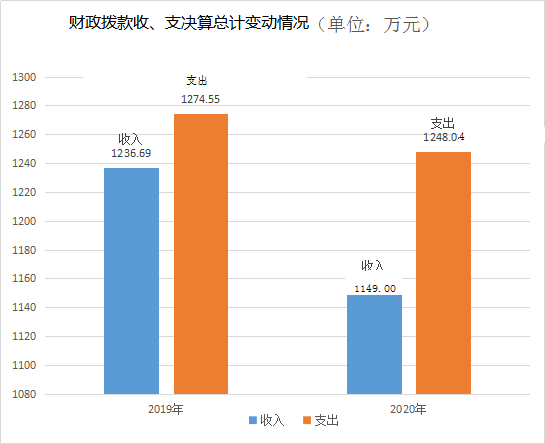 财政拨款收、支决算总计变动情况（单位：万元）
支出
1274.55
收入
1236.69
支出
1248.04
收入
1149.00
1300
1280
1260
1240
1220
1200
1180
1160
1140
1120
1100
1080
2019年
2020年
收入
支出